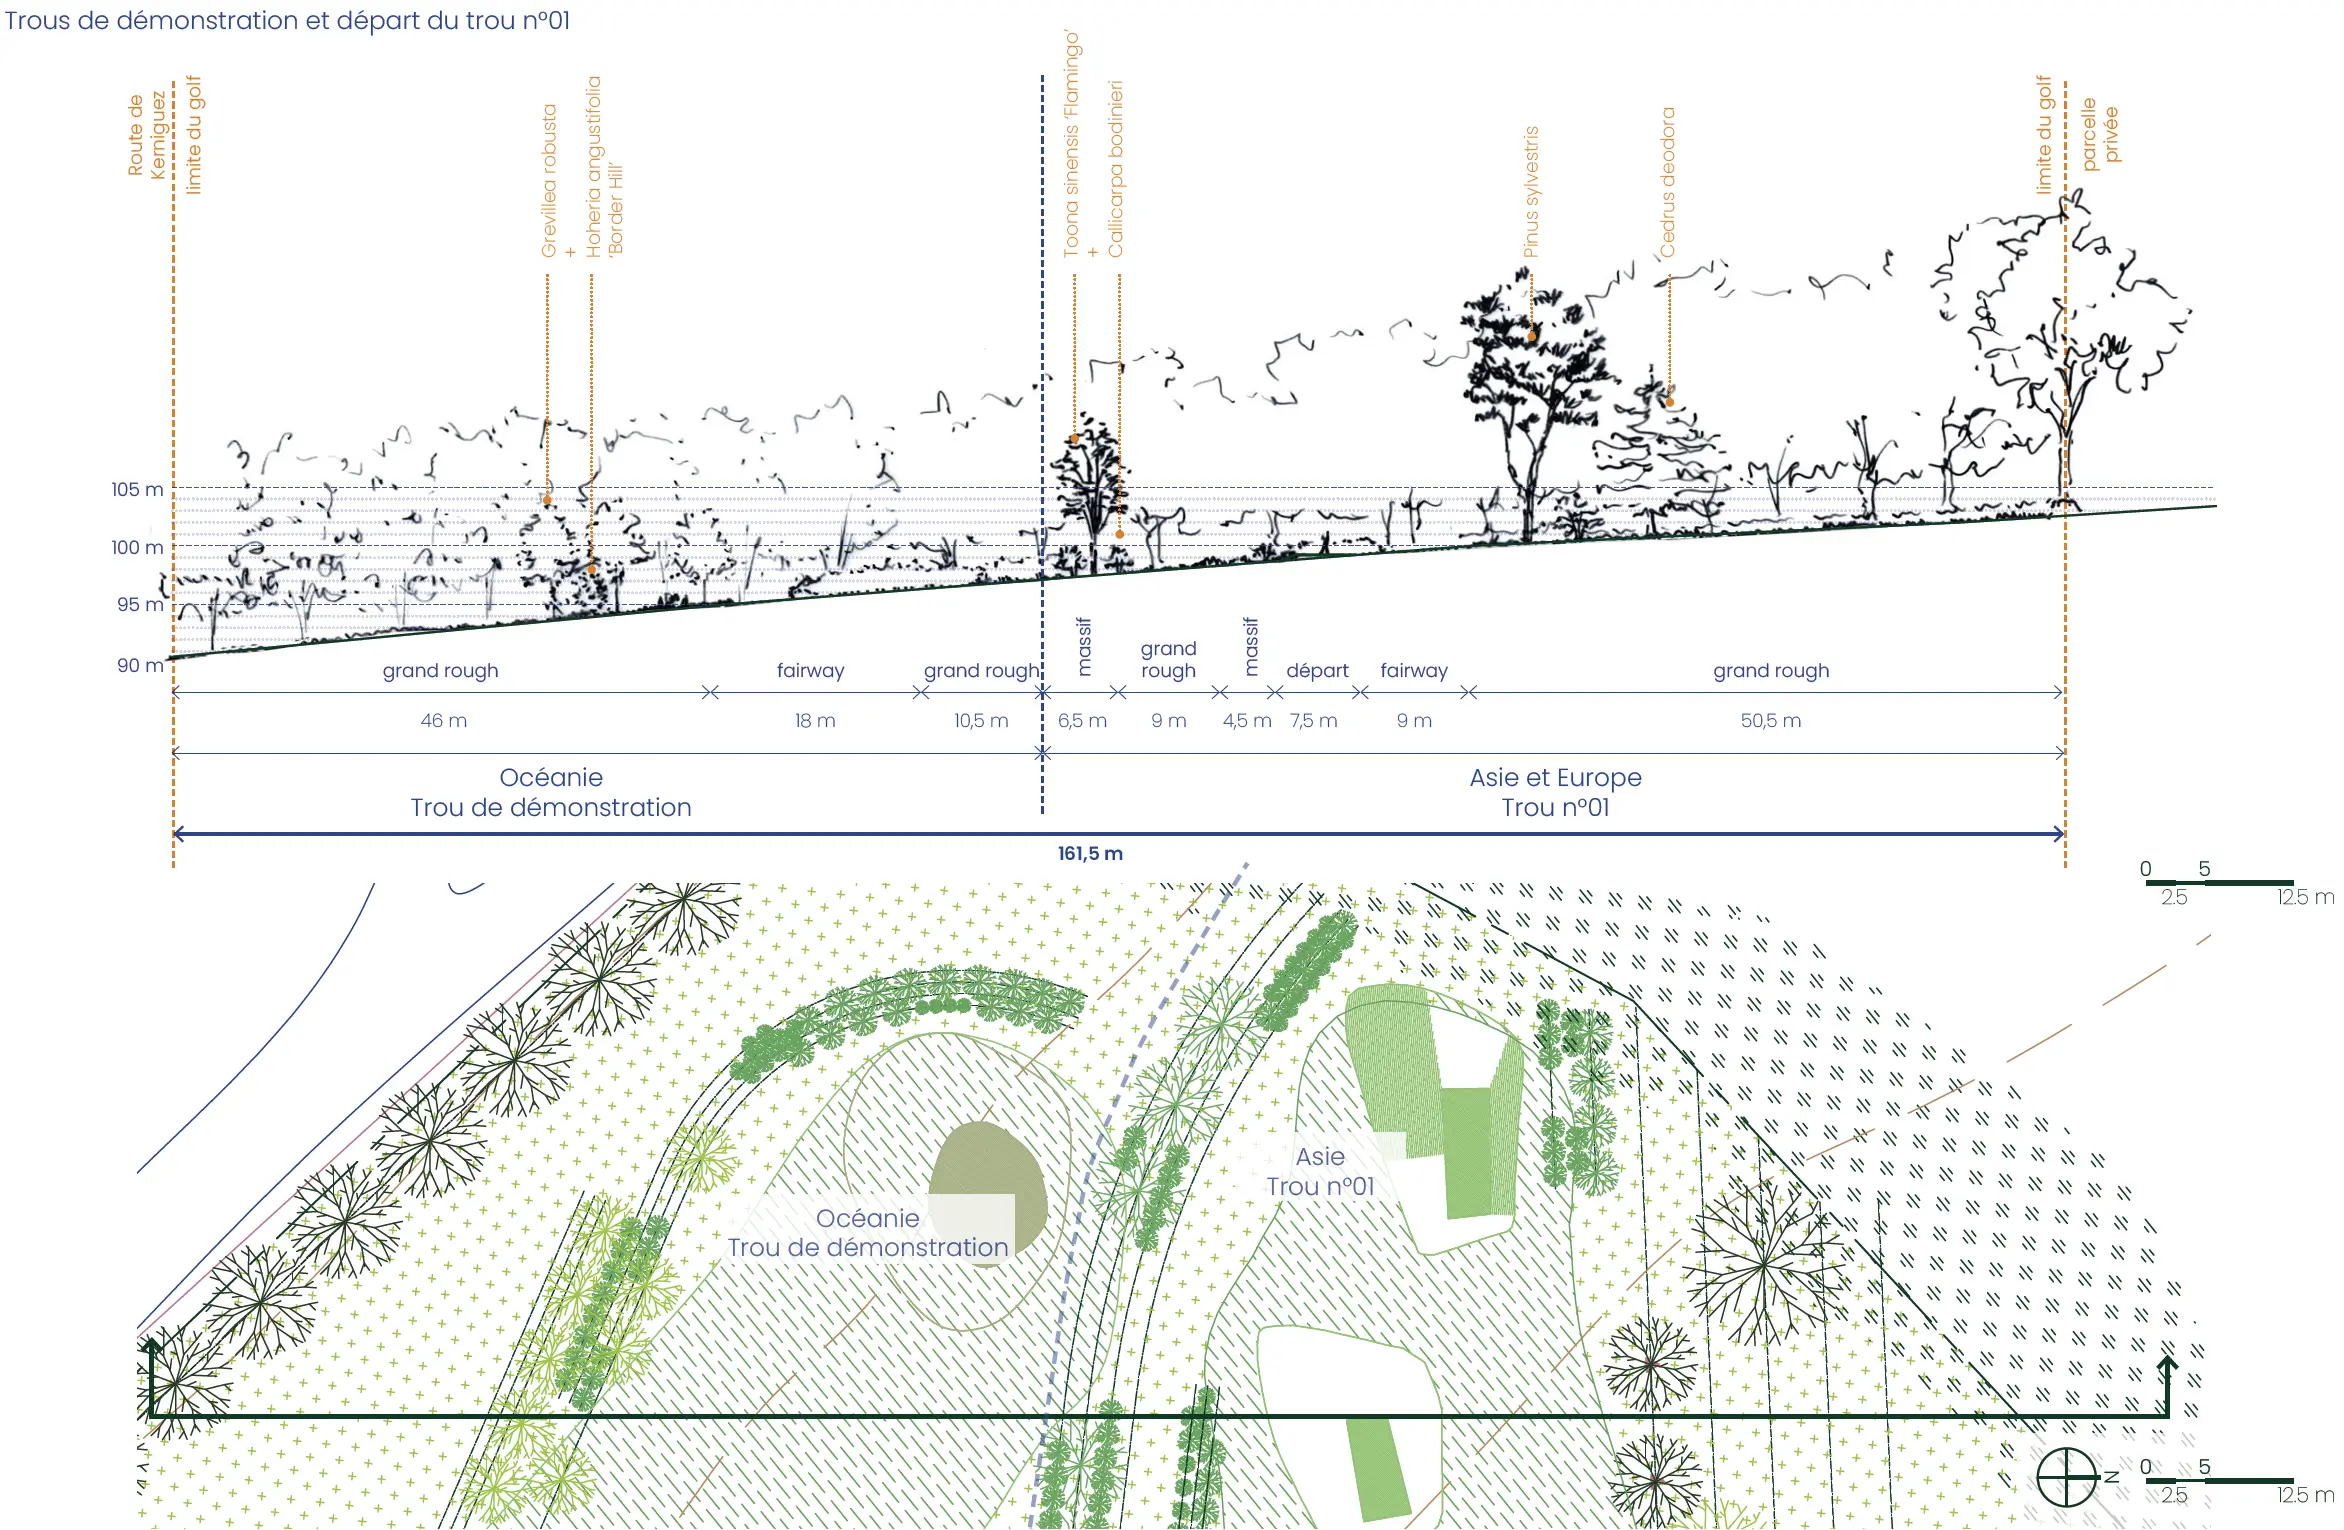 Trous de démonstration et départ du trou n°01
Route de
Kerniguez
limite du golf
Grevillea robusta
+
Hoheria angustifolia
'Border Hill'
Toona sinensis 'Flamingo'
+
Callicarpa bodinieri
Pinus sylvestris
Cedrus deodora
limite du golf
parcelle
privée
105 m
100 m
95 m
90 m
grand rough
fairway
grand rough
massif
grand
rough
massif
départ
fairway
grand rough
46 m
18 m
10,5 m
6,5 m
9 m
4,5 m
7,5 m
9 m
50,5 m
Océanie
Trou de démonstration
Asie et Europe
Trou n°01
161,5 m
0 5
2.5 12.5 m
Asie
Trou n°01
Océanie
Trou de démonstration
N
0 5
2.5 12.5 m